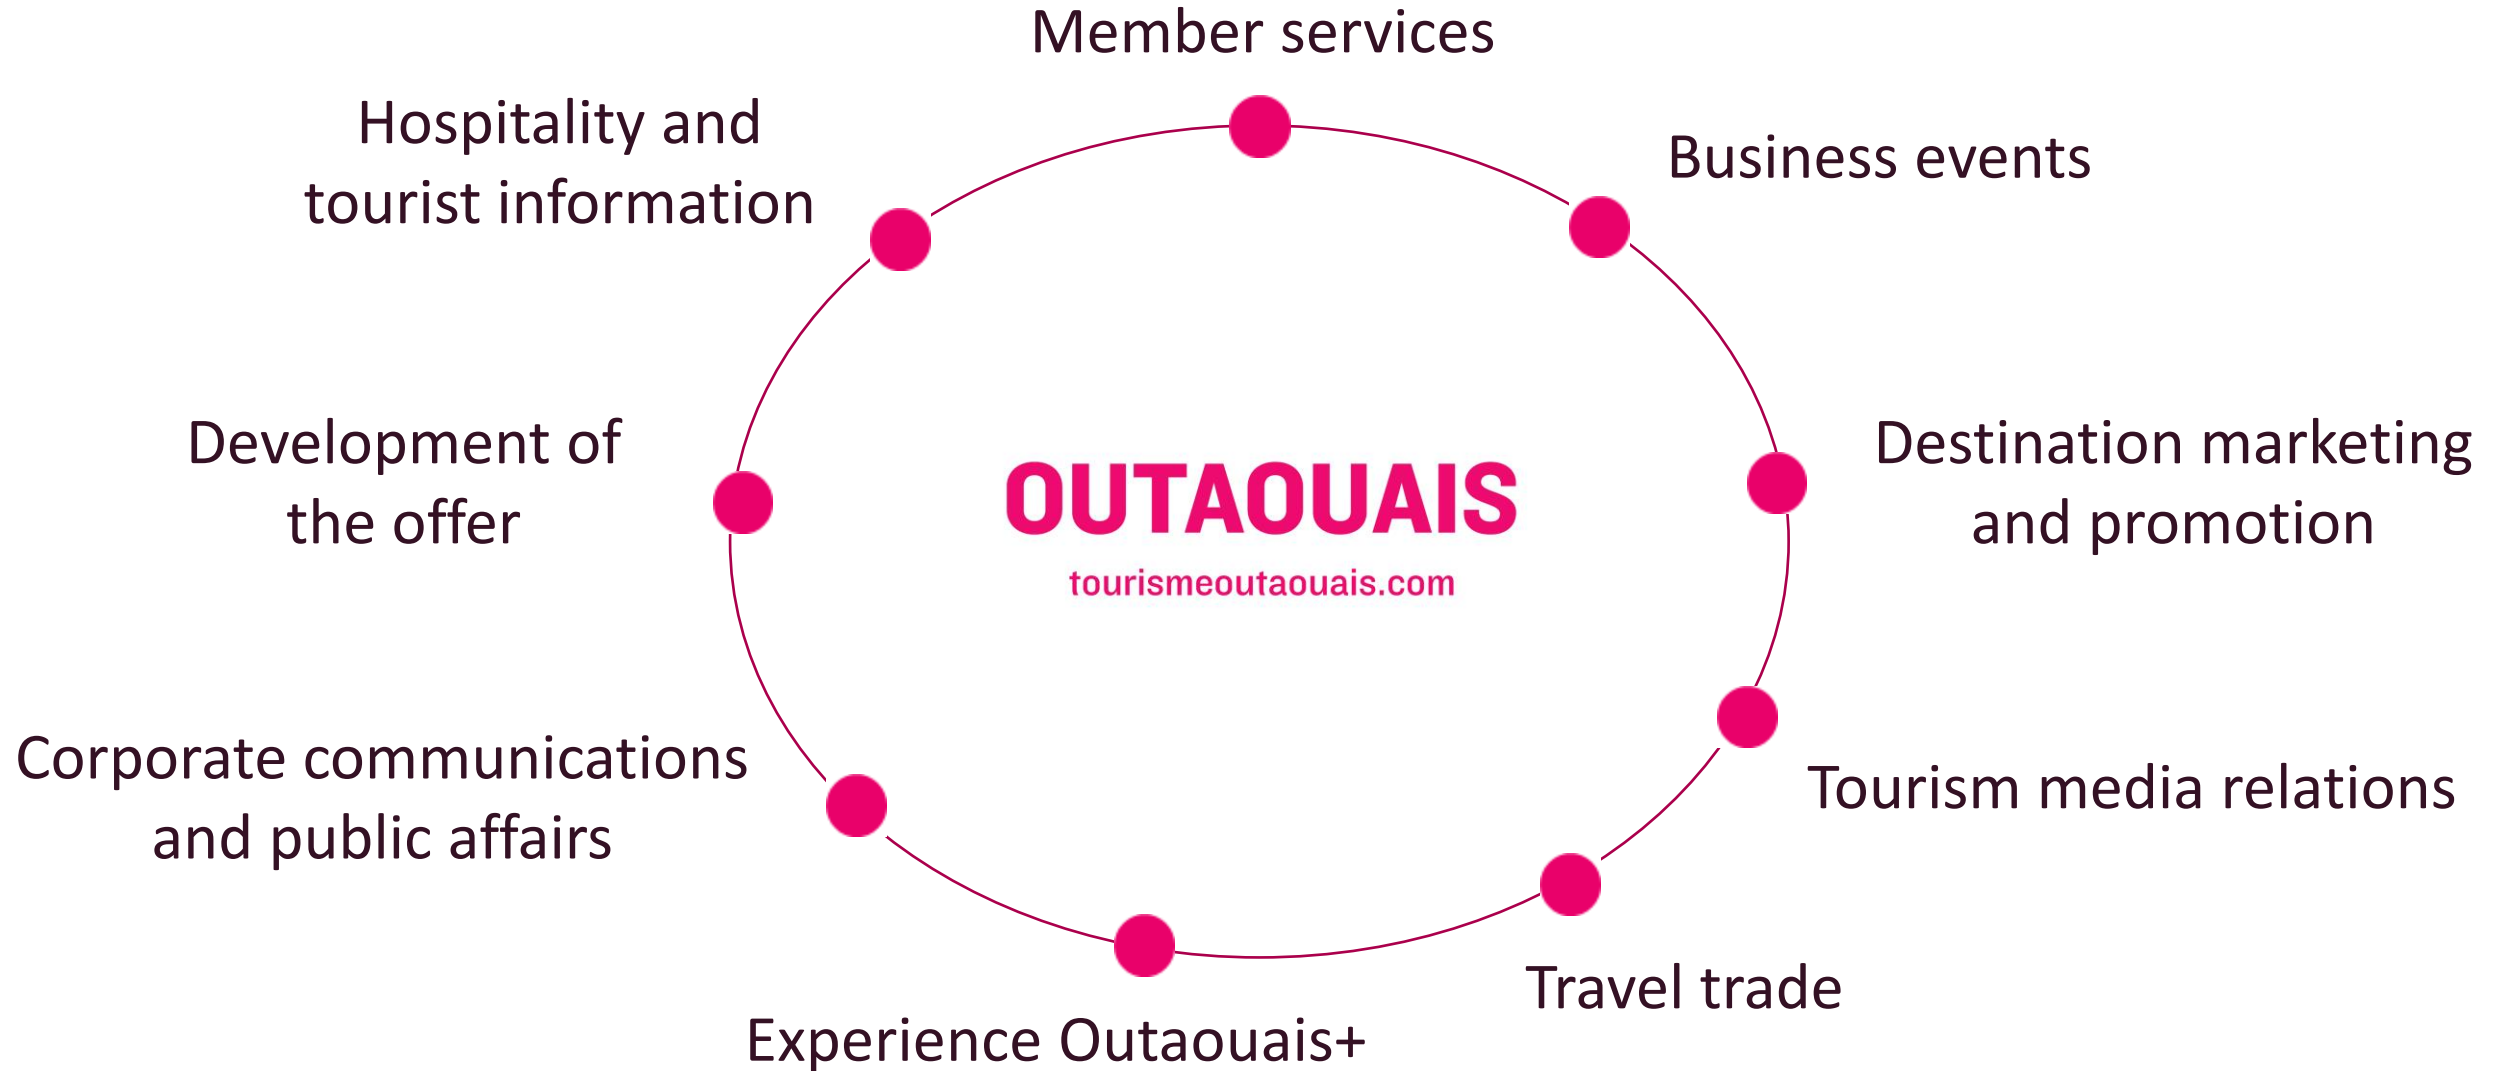 Member services
Hospitality and
tourist information
Business events
Development of
the offer
Destination marketing
and promotion
OUTAOUAIS
tourismeoutaouais.com
Corporate communications
and public affairs
Tourism media relations
Travel trade
Experience Outaouais+